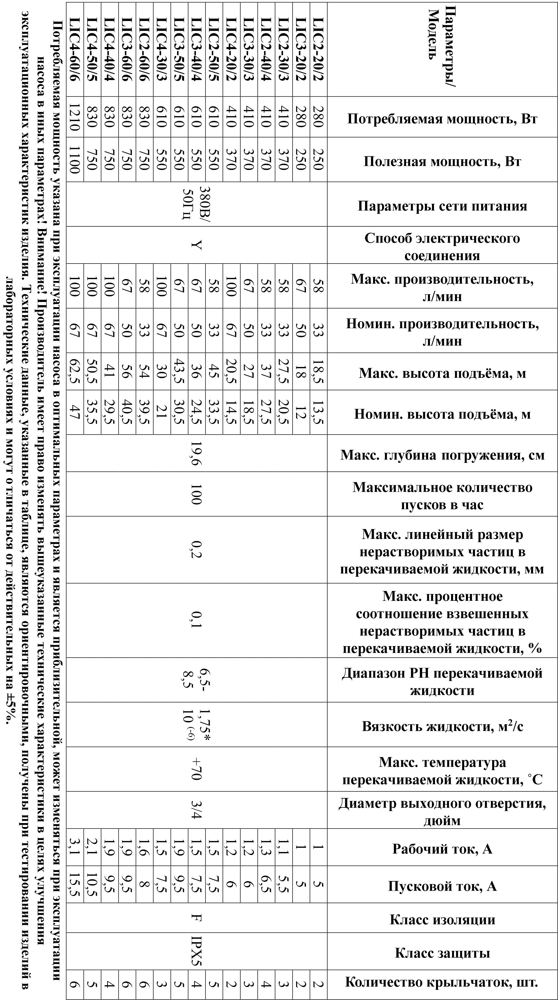 Параметры/
Модель
Потребляемая мощность, Вт
Полезная мощность, Вт
Параметры сети питания
Способ электрического
соединения
Макс. производительность,
л/мин
Номин. производительность,
л/мин
Макс. высота подъёма, м
Номин. высота подъёма, м
Макс. глубина погружения, см
Максимальное количество
пусков в час
Макс. линейный размер
нерастворимых частиц в
перекачиваемой жидкости, мм
Макс. процентное
соотношение взвешенных
нерастворимых частиц в
перекачиваемой жидкости, %
Диапазон РН перекачиваемой
жидкости
Вязкость жидкости, м²/с
Макс. температура
перекачиваемой жидкости, ˚С
Диаметр выходного отверстия,
дюйм
Рабочий ток, А
Пусковой ток, А
Класс изоляции
Класс защиты
Количество крыльчаток, шт.
LIC2-20/2 280 250 58 33 18,5 13,5 1 5 2
LIC3-20/2 280 250 67 50 18 12 1 5 2
LIC2-30/3 410 370 58 33 27,5 20,5 1,1 5,5 3
LIC2-40/4 410 370 58 33 37 27,5 1,3 6,5 4
LIC3-30/3 410 370 67 50 27 18,5 1,2 6 3
LIC4-20/2 410 370 100 67 20,5 14,5 1,2 6 2
LIC2-50/5 610 550 58 33 45 33,5 1,5 7,5 5
LIC3-40/4 610 550 67 50 36 24,5 1,5 7,5 4
LIC3-50/5 610 550 67 50 43,5 30,5 1,9 9,5 5
LIC4-30/3 610 550 100 67 30 21 1,5 7,5 3
LIC2-60/6 830 750 58 33 54 39,5 1,6 8 6
LIC3-60/6 830 750 67 50 56 40,5 1,9 9,5 6
LIC4-40/4 830 750 100 67 41 29,5 1,9 9,5 4
LIC4-50/5 830 750 100 67 50,5 35,5 2,1 10,5 5
LIC4-60/6 1210 1100 100 67 62,5 47 3,1 15,5 6
380В/
50Гц
Y
19,6
100
0,2
0,1
6,5-
8,5
1,75*
10 (-6)
+70
3/4
F
IPX5
Потребляемая мощность указана при эксплуатации насоса в оптимальных параметрах и является приблизительной, может изменяться при эксплуатации
насоса в иных параметрах! Внимание! Производитель имеет право изменять вышеуказанные технические характеристики в целях улучшения
эксплуатационных характеристик изделия. Технические данные, указанные в таблице, являются ориентировочными, получены при тестировании изделий в
лабораторных условиях и могут отличаться от действительных на ±5%.